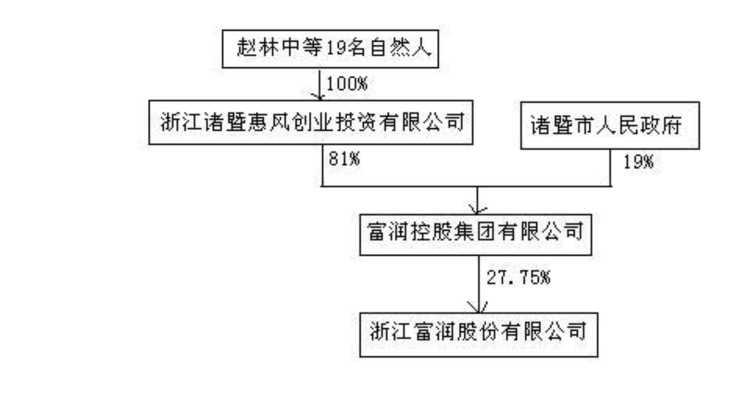 赵林中等19名自然人
100%
浙江诸暨惠风创业投资有限公司
诸暨市人民政府
81%
19%
富润控股集团有限公司
27.75%
浙江富润股份有限公司